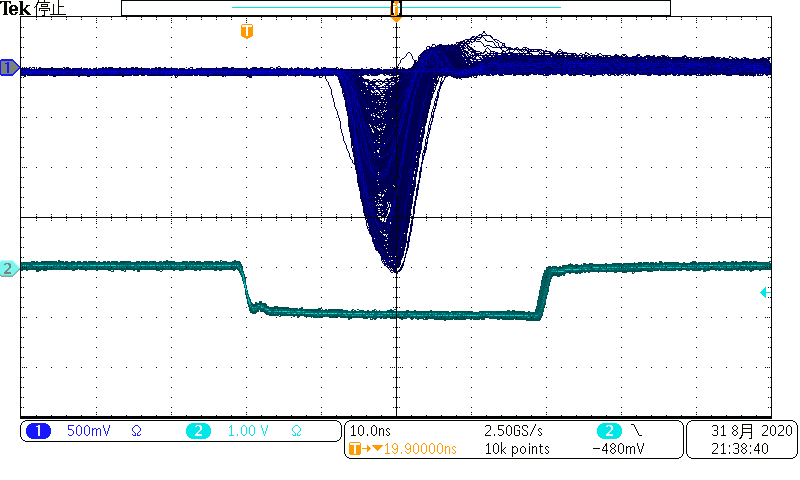 Tek 停止
T
1
2
1 500mV Ω 2 1.00 V Ω
10.0ns 2.50GS/s 2
T→▼19.90000ns 10k points −480mV
31 8月 2020
21:38:40